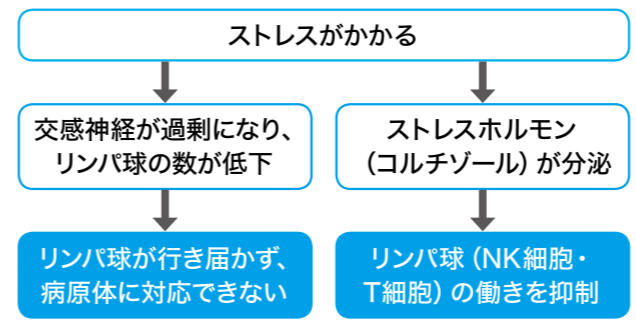 ストレスがかかる
交感神経が過剰になり、
リンパ球の数が低下
ストレスホルモン
（コルチゾール）が分泌
リンパ球が行き届かず、
病原体に対応できない
リンパ球（NK細胞・
T細胞）の働きを抑制